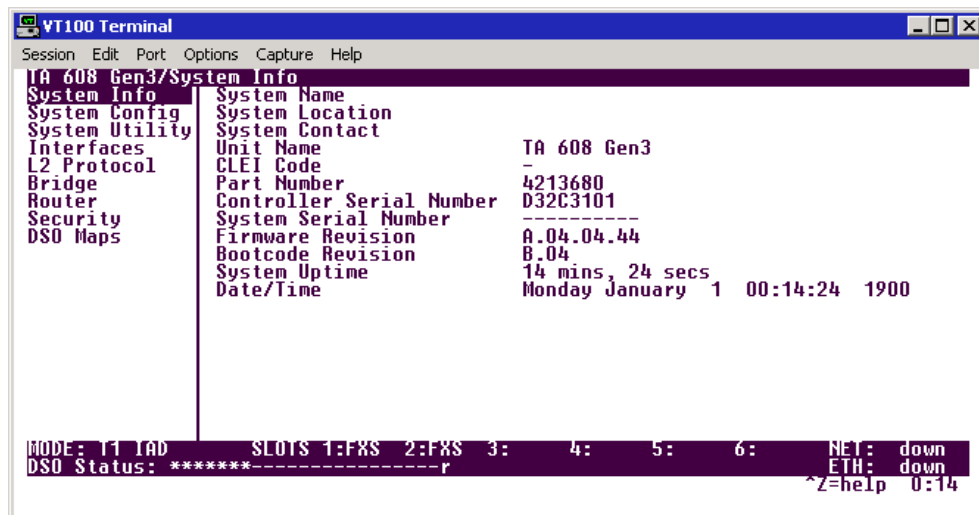 VT100 Terminal
Session Edit Port Options Capture Help
TA 608 Gen3/System Info
System Info System Name
System Config System Location
System Utility System Contact
Interfaces Unit Name TA 608 Gen3
L2 Protocol CLEI Code -
Bridge Part Number 4213680
Router Controller Serial Number D32C3101
Security System Serial Number ----------
DS0 Maps Firmware Revision A.04.04.44
Bootcode Revision B.04
System Uptime 14 mins, 24 secs
Date/Time Monday January 1 00:14:24 1900
MODE: T1 IAD SLOTS 1:FXS 2:FXS 3: 4: 5: 6: NET: down
DS0 Status: *******-----------------r ETH: down
^Z=help 0:14